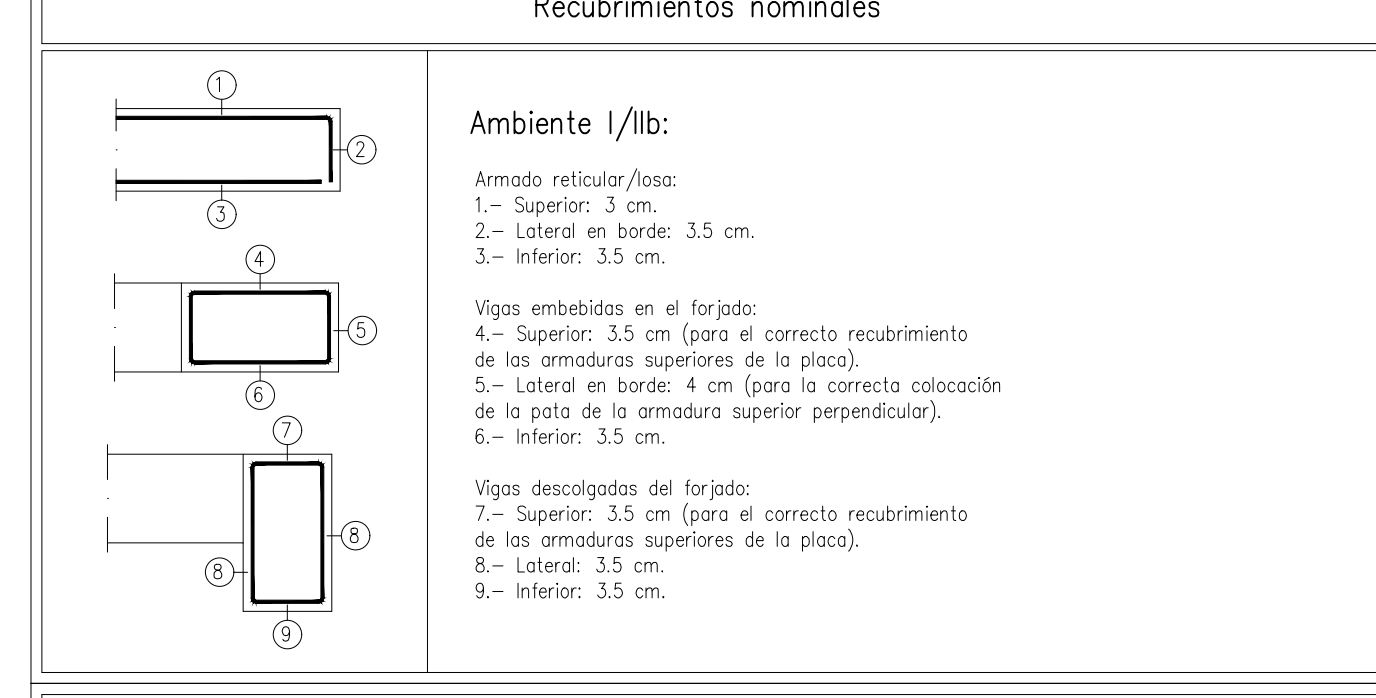 Recubrimientos nominales
1
2
3
4
5
6
7
8
8
9
Ambiente I/IIb:
Armado reticular/losa:
1.- Superior: 3 cm.
2.- Lateral en borde: 3.5 cm.
3.- Inferior: 3.5 cm.
Vigas embebidas en el forjado:
4.- Superior: 3.5 cm (para el correcto recubrimiento
de las armaduras superiores de la placa).
5.- Lateral en borde: 4 cm (para la correcta colocación
de la pata de la armadura superior perpendicular).
6.- Inferior: 3.5 cm.
Vigas descolgadas del forjado:
7.- Superior: 3.5 cm (para el correcto recubrimiento
de las armaduras superiores de la placa).
8.- Lateral: 3.5 cm.
9.- Inferior: 3.5 cm.